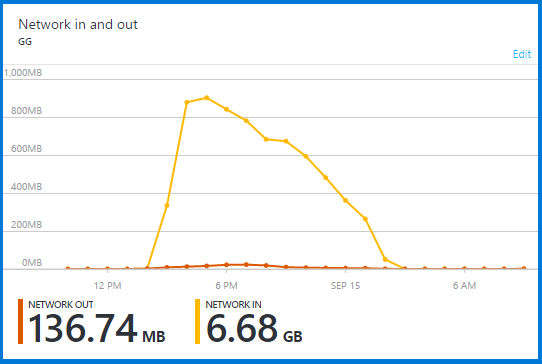 Network in and out
GG
Edit
1,000MB
800MB
600MB
400MB
200MB
0MB
12 PM 6 PM SEP 15 6 AM
NETWORK OUT NETWORK IN
136.74 MB 6.68 GB